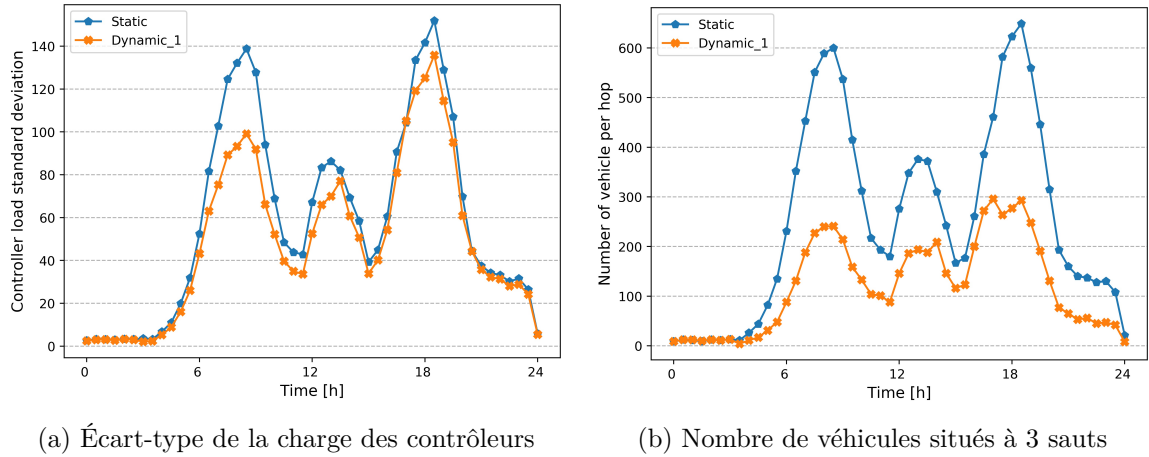 Controller load standard deviation
140
120
100
80
60
40
20
0
Static
Dynamic_1
0
6
12
18
24
Time [h]
(a) Écart-type de la charge des contrôleurs
Number of vehicle per hop
600
500
400
300
200
100
0
Static
Dynamic_1
0
6
12
18
24
Time [h]
(b) Nombre de véhicules situés à 3 sauts